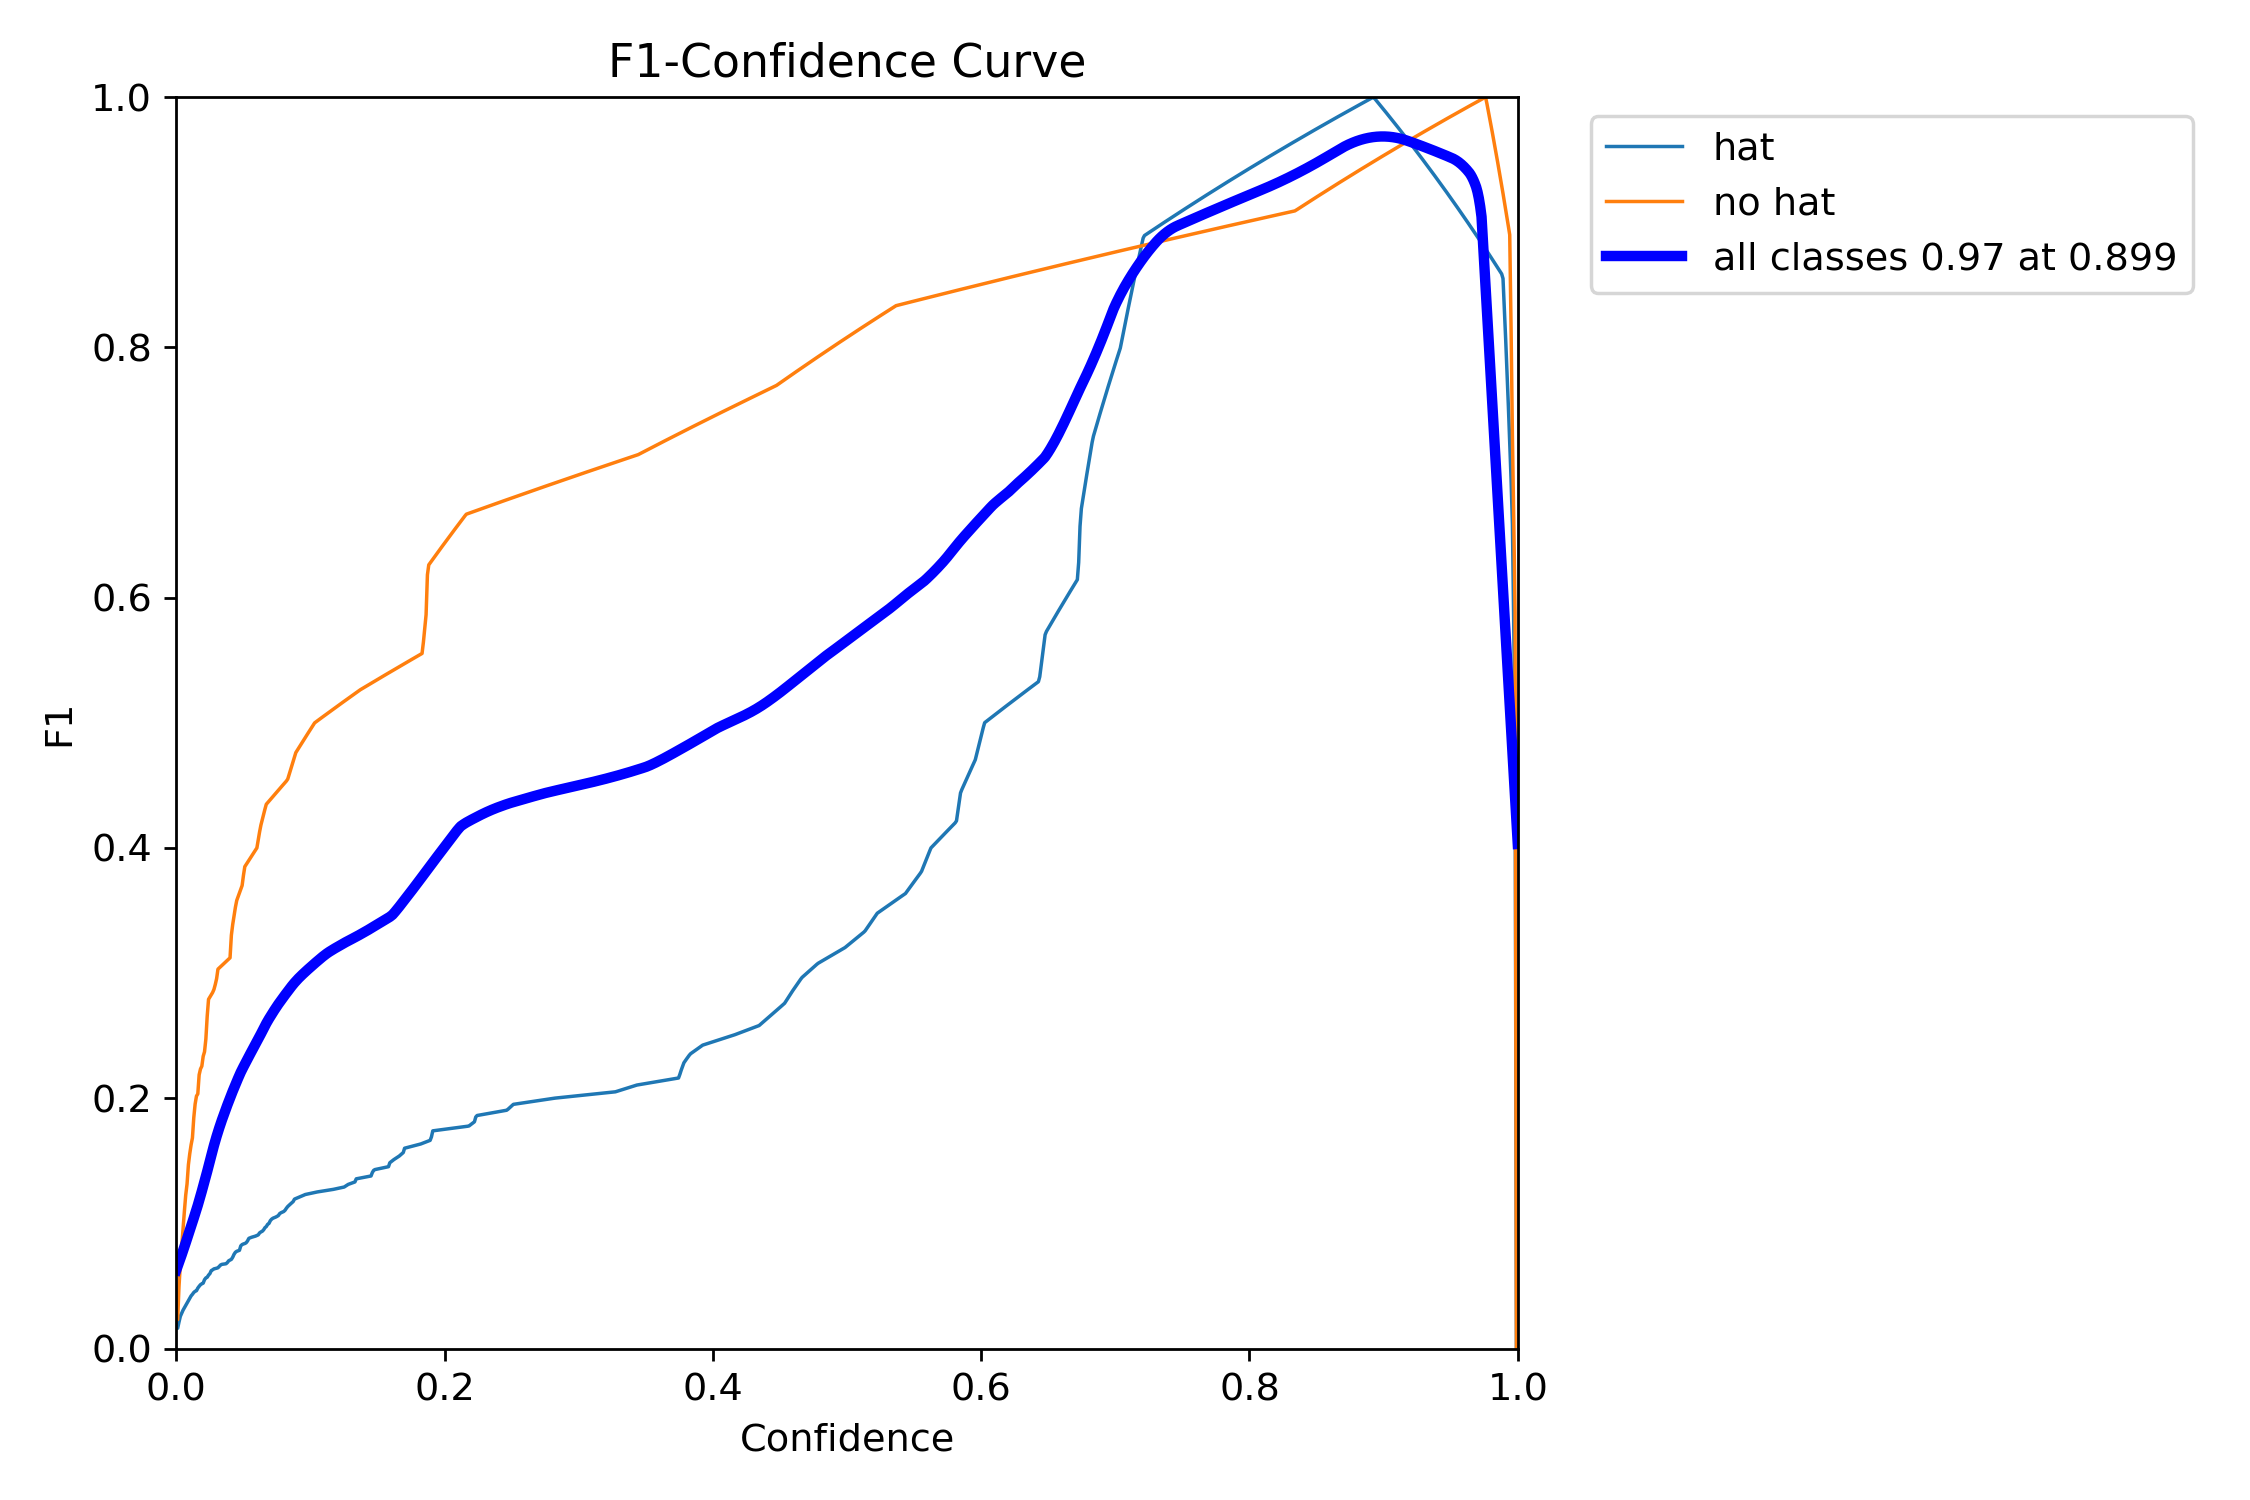 F1-Confidence Curve
hat
no hat
all classes 0.97 at 0.899
1.0
0.8
0.6
0.4
0.2
0.0
F1
0.0 0.2 0.4 0.6 0.8 1.0
Confidence